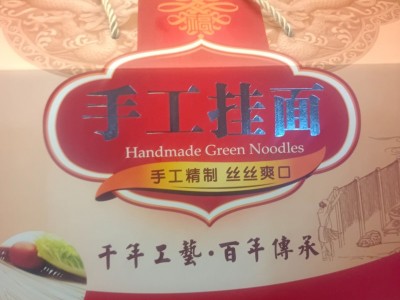 福
手工挂面
Handmade Green Noodles
手工精制 丝丝爽口
千年工藝·百年傳承